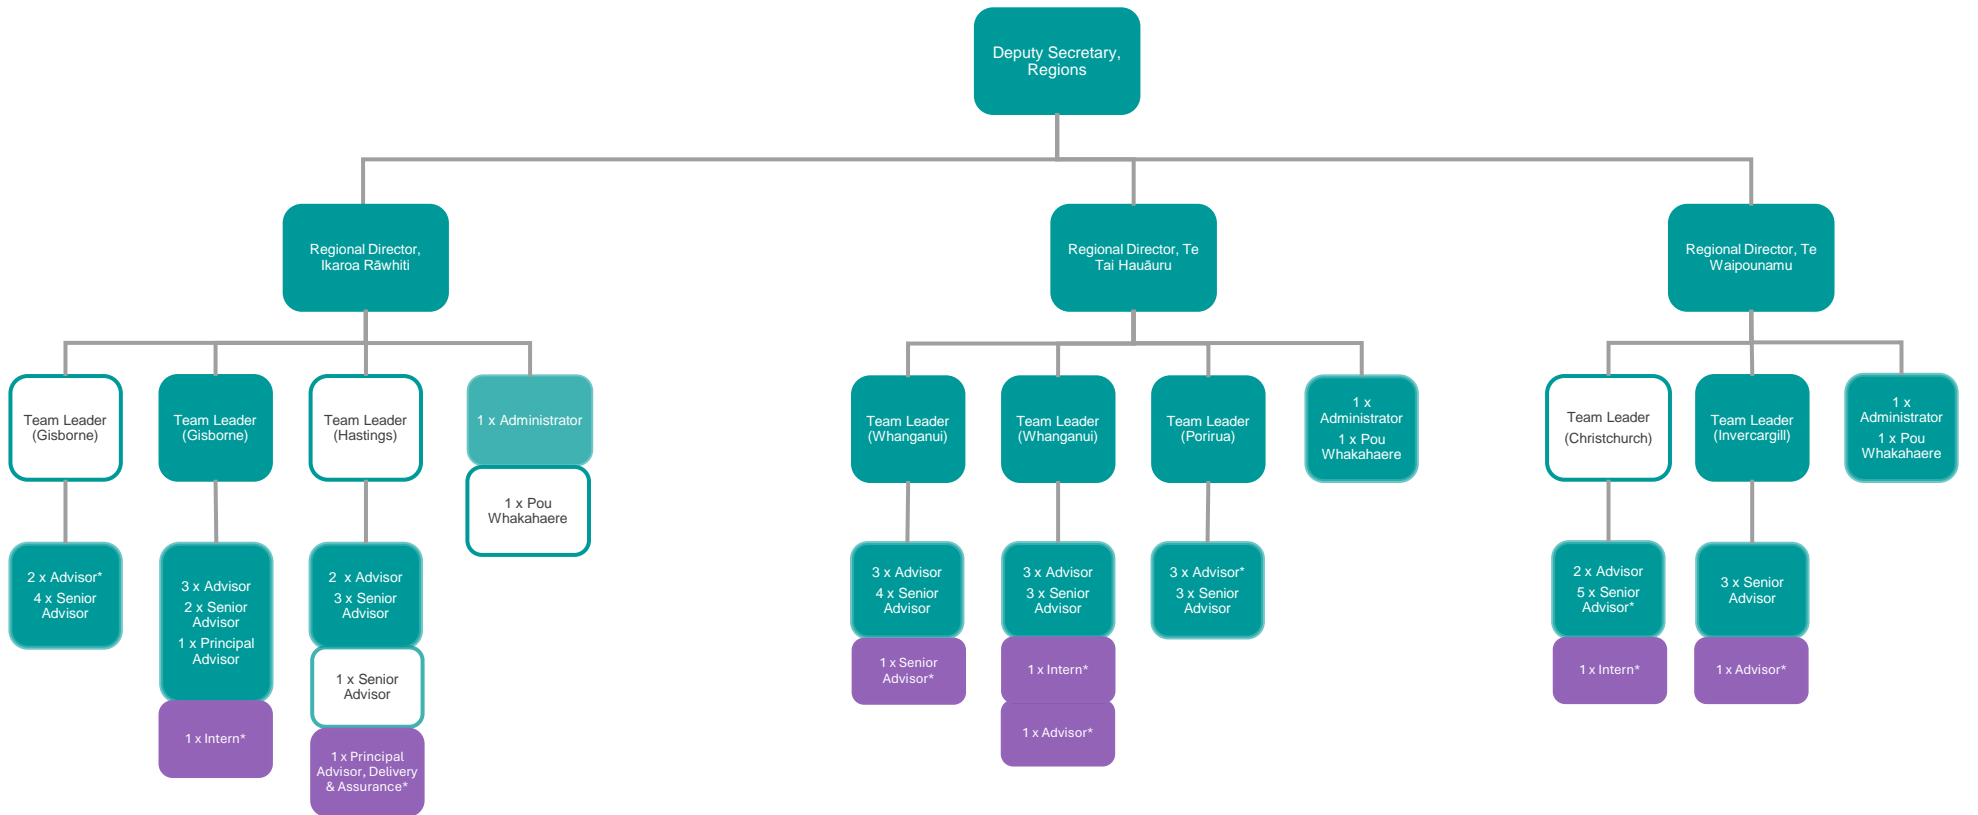 Deputy Secretary,
Regions
Regional Director,
Ikaroa Rāwhiti
Regional Director, Te
Tai Hauāuru
Regional Director, Te
Waipounamu
Team Leader
(Gisborne)
Team Leader
(Gisborne)
Team Leader
(Hastings)
1 x Administrator
1 x Pou
Whakahaere
Team Leader
(Whanganui)
Team Leader
(Whanganui)
Team Leader
(Porirua)
1 x
Administrator
1 x Pou
Whakahaere
Team Leader
(Christchurch)
Team Leader
(Invercargill)
1 x
Administrator
1 x Pou
Whakahaere
2 x Advisor*
4 x Senior
Advisor
3 x Advisor
2 x Senior
Advisor
1 x Principal
Advisor
1 x Intern*
2 x Advisor
3 x Senior
Advisor
1 x Senior
Advisor
1 x Principal
Advisor, Delivery
& Assurance*
3 x Advisor
4 x Senior
Advisor
1 x Senior
Advisor*
3 x Advisor
3 x Senior
Advisor
1 x Intern*
1 x Advisor*
3 x Advisor*
3 x Senior
Advisor
2 x Advisor
5 x Senior
Advisor*
1 x Intern*
3 x Senior
Advisor
1 x Advisor*